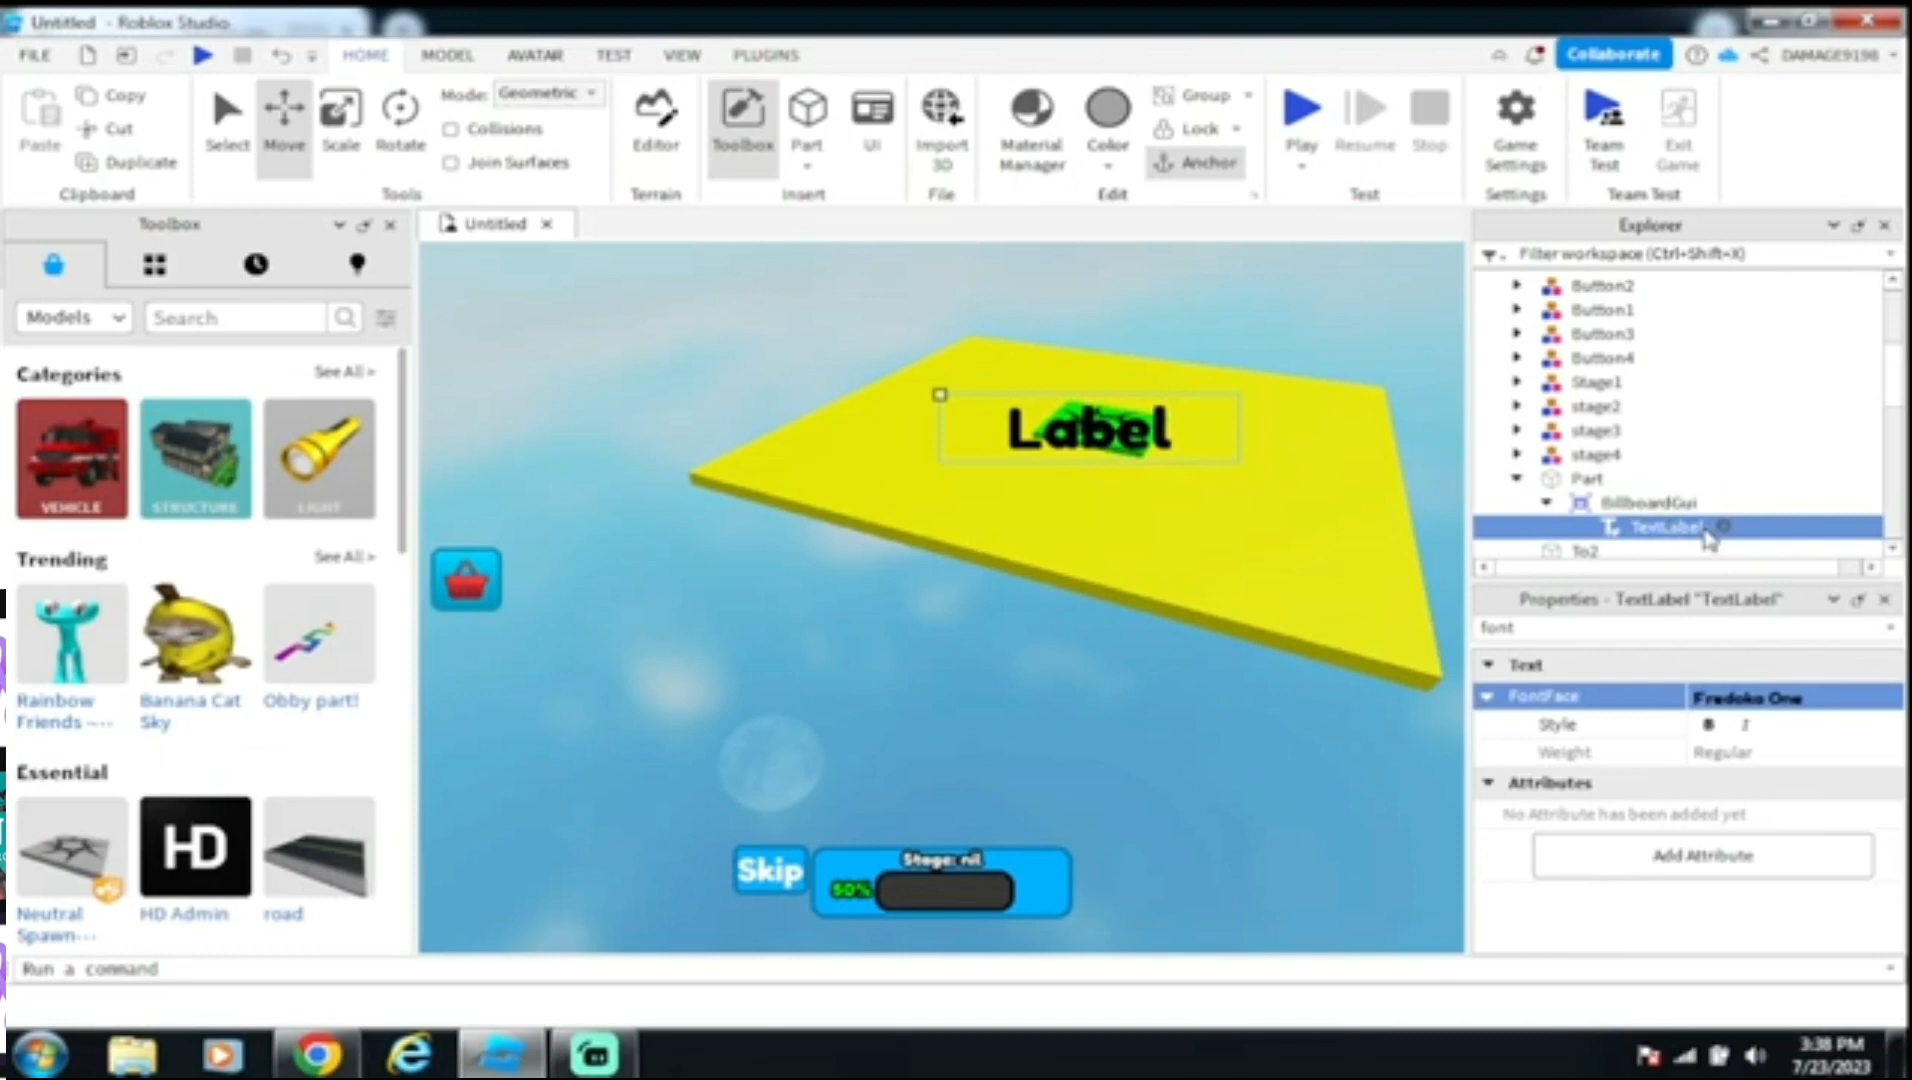 Untitled - Roblox Studio
FILE HOME MODEL AVATAR TEST VIEW PLUGINS Collaborate DAMAGE9198
Paste Copy Cut Duplicate Clipboard
Select Move Scale Rotate Mode: Geometric Collisions Join Surfaces Tools
Editor Terrain
Toolbox Part UI Insert
Import 3D File
Material Manager Color Group Lock Anchor Edit
Play Resume Stop Test
Game Settings Settings
Team Test Exit Game Team Test
Toolbox
Models Search
Categories See All >
VEHICLE STRUCTURE LIGHT
Trending See All >
Rainbow Friends ----
Banana Cat Sky
Obby part!
Essential
Neutral Spawn---
HD
HD Admin
road
Untitled
Label
Skip
Stage: nil
50%
Explorer
Filter workspace (Ctrl+Shift+X)
Button2
Button1
Button3
Button4
Stage1
stage2
stage3
stage4
Part
BillboardGui
TextLabel
To2
Properties - TextLabel "TextLabel"
font
Text
FontFace Fredoka One
Style B I
Weight Regular
Attributes
No Attribute has been added yet
Add Attribute
Run a command
3:38 PM
7/23/2023